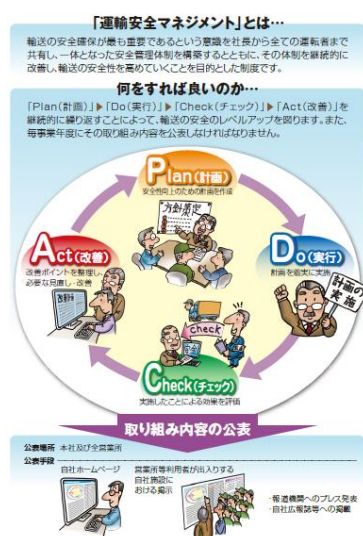 「運輸安全マネジメント」とは…
輸送の安全確保が最も重要であるという意識を社長から全ての運転者まで
共有し、一体となった安全管理体制を構築するとともに、その体制を継続的に
改善し、輸送の安全性を高めていくことを目的とした制度です。
何をすれば良いのか…
「Plan(計画)」▶「Do(実行)」▶「Check(チェック)」▶「Act(改善)」を
継続的に繰り返すことによって、輸送の安全のレベルアップを図ります。また、
毎事業年度にその取り組み内容を公表しなければなりません。
Plan(計画)
安全性向上のための計画を作成
方針策定
Act(改善)
改善ポイントを整理し、
必要な見直し・改善
改善策
Do(実行)
計画を着実に実施
計画の
実施
check
Check(チェック)
実施したことによる効果を評価
取り組み内容の公表
公表場所 本社及び全営業所
公表手段
自社ホームページ
営業所等利用者が出入りする
自社施設に
おける掲示
・報道機関へのプレス発表
・自社広報誌等への掲載